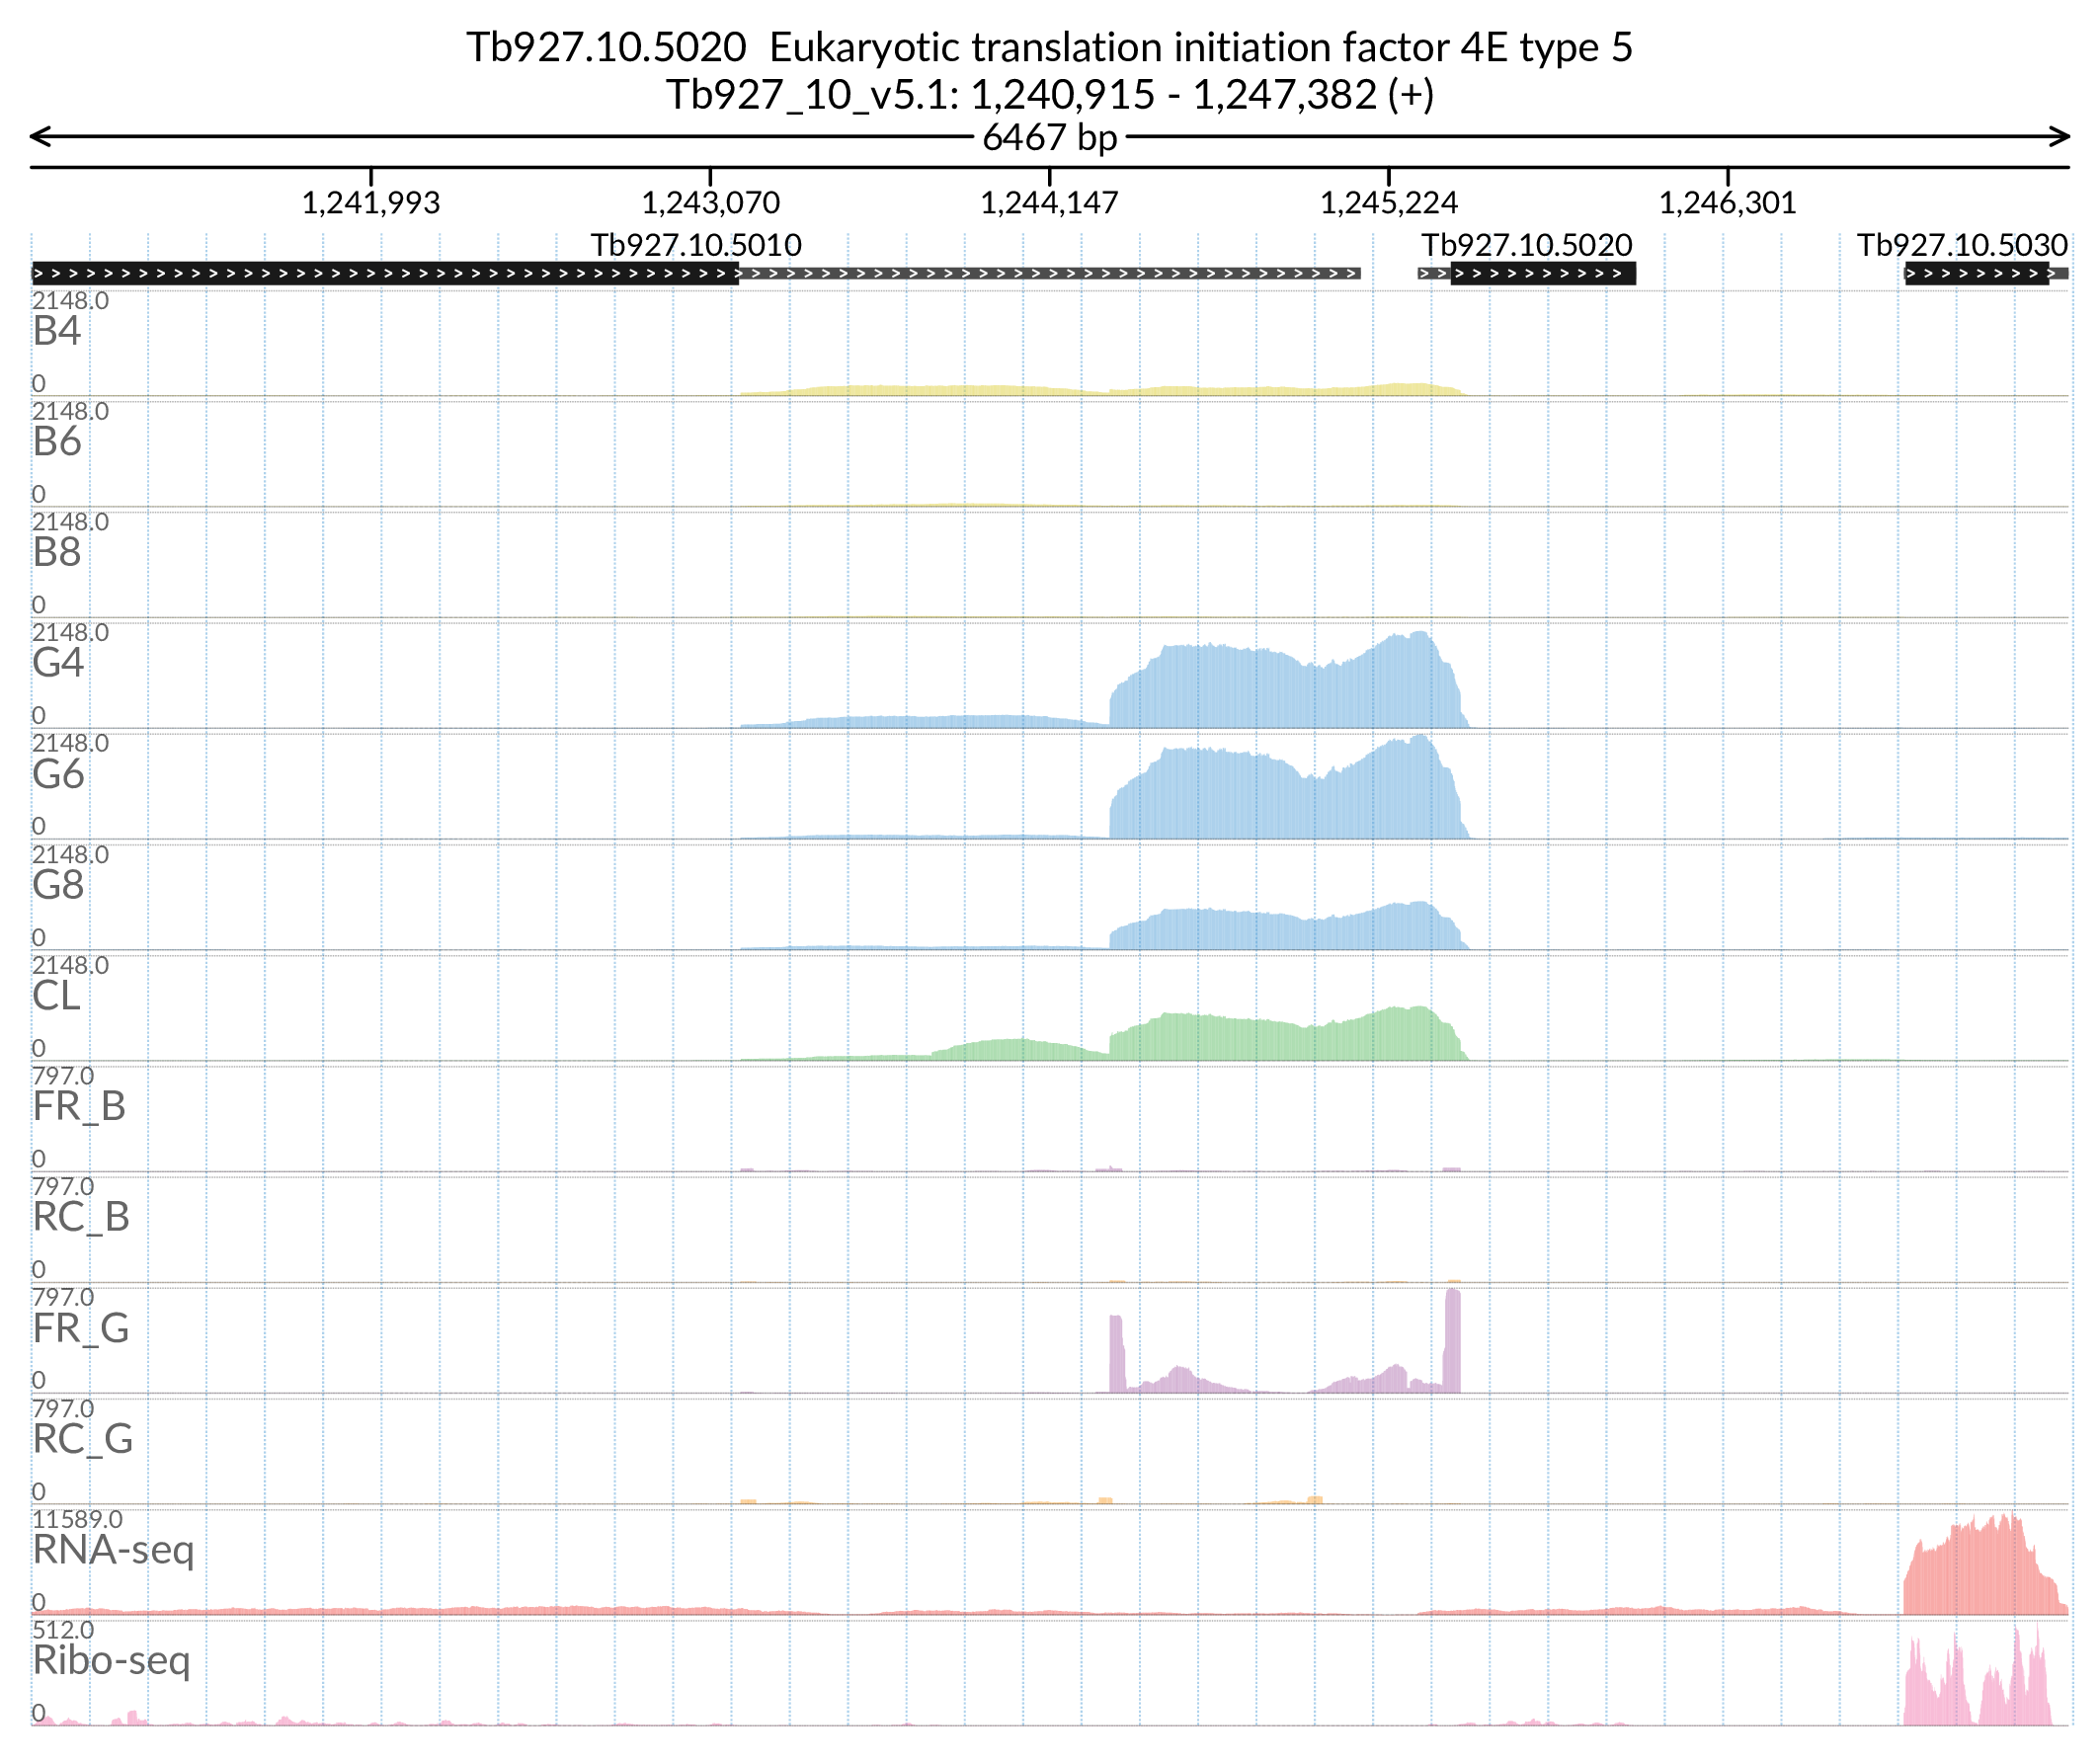 Tb927.10.5020 Eukaryotic translation initiation factor 4E type 5
Tb927_10_v5.1: 1,240,915 - 1,247,382 (+)
6467 bp
1,241,993 1,243,070 1,244,147 1,245,224 1,246,301
Tb927.10.5010 Tb927.10.5020 Tb927.10.5030
2148.0
B4
0
2148.0
B6
0
2148.0
B8
0
2148.0
G4
0
2148.0
G6
0
2148.0
G8
0
2148.0
CL
0
797.0
FR_B
0
797.0
RC_B
0
797.0
FR_G
0
797.0
RC_G
0
11589.0
RNA-seq
0
512.0
Ribo-seq
0